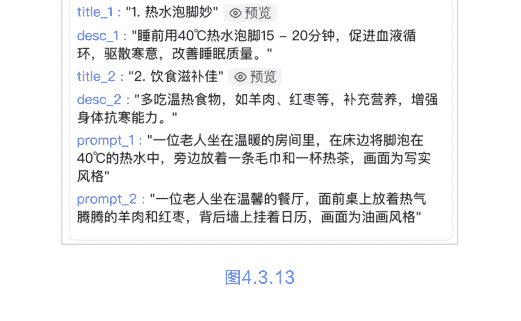 title_1 : "1. 热水泡脚妙" 预览
desc_1 : "睡前用40℃热水泡脚15 – 20分钟，促进血液循
环，驱散寒意，改善睡眠质量。"
title_2 : "2. 饮食滋补佳" 预览
desc_2 : "多吃温热食物，如羊肉、红枣等，补充营养，增强
身体抗寒能力。"
prompt_1 : "一位老人坐在温暖的房间里，在床边将脚泡在
40℃的热水中，旁边放着一条毛巾和一杯热茶，画面为写实
风格"
prompt_2 : "一位老人坐在温馨的餐厅，面前桌上放着热气
腾腾的羊肉和红枣，背后墙上挂着日历，画面为油画风格"
图4.3.13